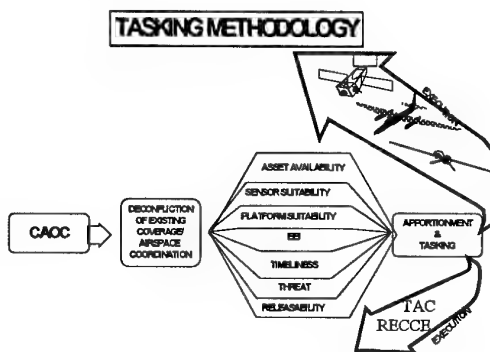 TASKING METHODOLOGY
EXECUTION
ASSET AVAILABILITY
SENSOR SUITABILITY
PLATFORM SUITABILITY
EEI
TIMELINESS
THREAT
RELEASABILITY
CAOC
DECONFLICTION
OF EXISTING
COVERAGE/
AIRSPACE
COORDINATION
APPORTIONMENT
&
TASKING
TAC
RECCE
EXECUTION